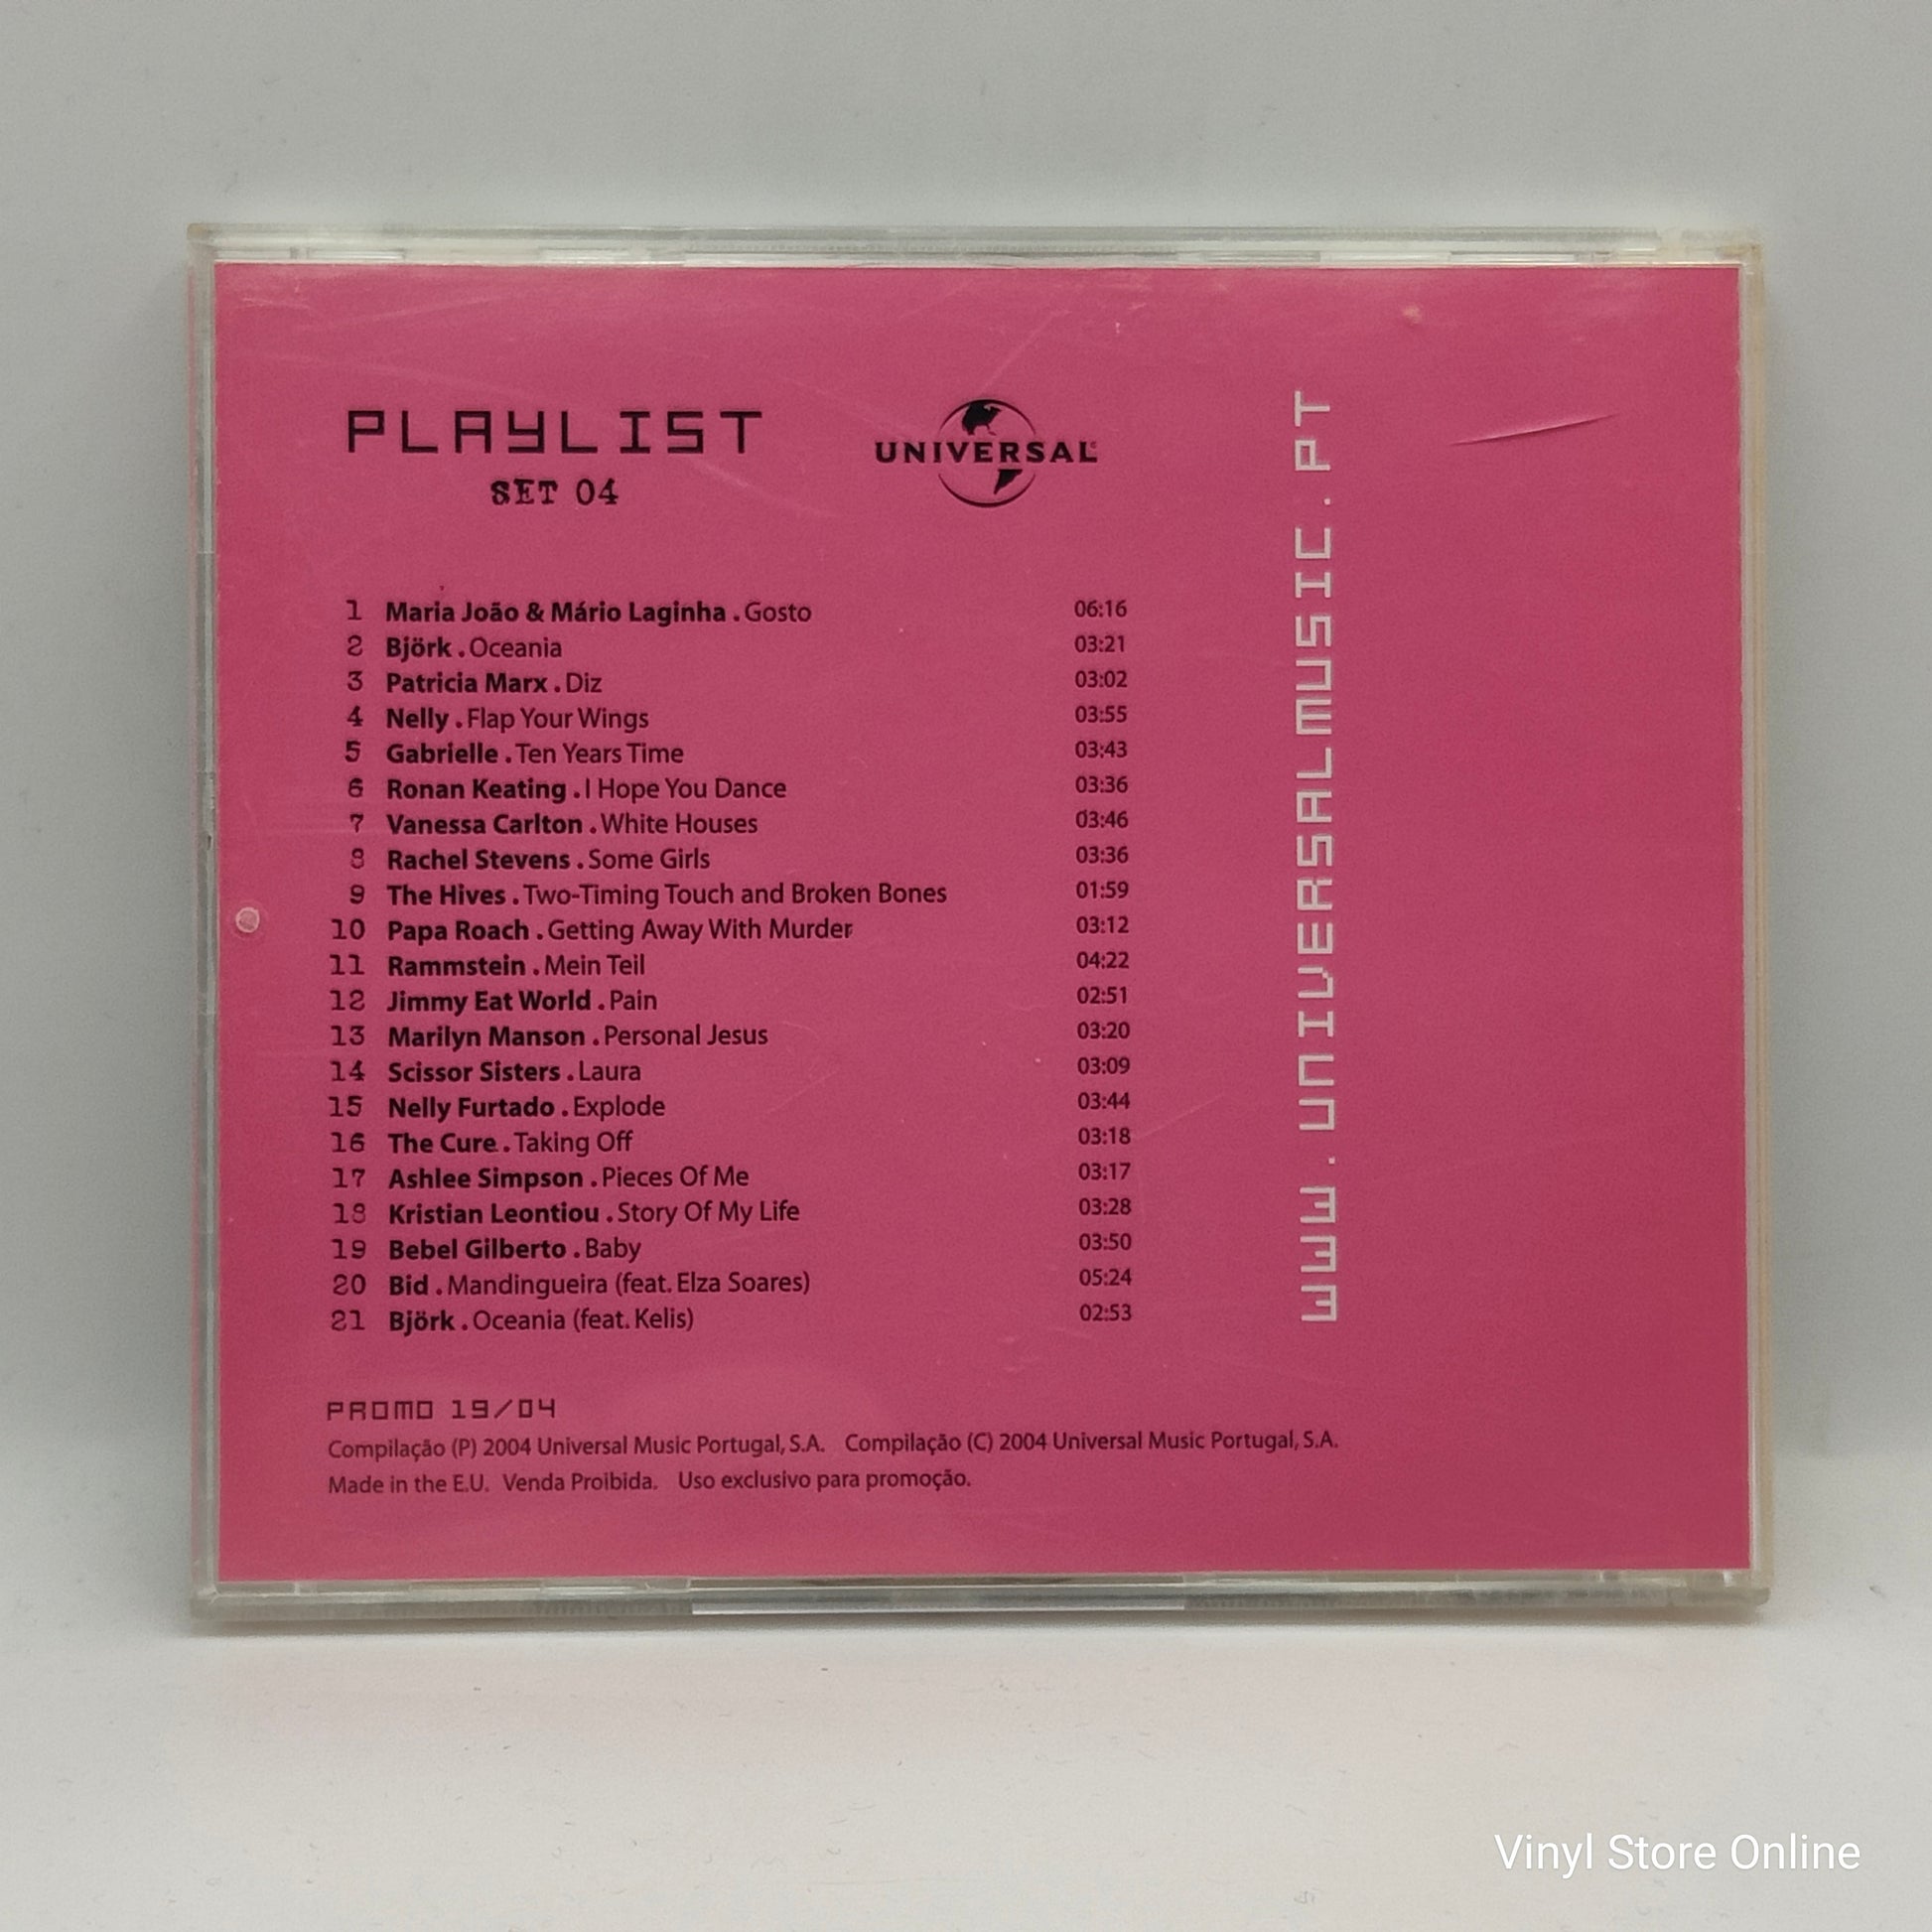 PLAYLIST
SET 04
UNIVERSAL
1 Maria João & Mário Laginha . Gosto 06:16
2 Björk . Oceania 03:21
3 Patricia Marx . Diz 03:02
4 Nelly . Flap Your Wings 03:55
5 Gabrielle . Ten Years Time 03:43
6 Ronan Keating . I Hope You Dance 03:36
7 Vanessa Carlton . White Houses 03:46
8 Rachel Stevens . Some Girls 03:36
9 The Hives . Two-Timing Touch and Broken Bones 01:59
10 Papa Roach . Getting Away With Murder 03:12
11 Rammstein . Mein Teil 04:22
12 Jimmy Eat World . Pain 02:51
13 Marilyn Manson . Personal Jesus 03:20
14 Scissor Sisters . Laura 03:09
15 Nelly Furtado . Explode 03:44
16 The Cure . Taking Off 03:18
17 Ashlee Simpson . Pieces Of Me 03:17
18 Kristian Leontiou . Story Of My Life 03:28
19 Bebel Gilberto . Baby 03:50
20 Bid . Mandingueira (feat. Elza Soares) 05:24
21 Björk . Oceania (feat. Kelis) 02:53
WWW.UNIVERSALMUSIC.PT
PROMO 19/04
Compilação (P) 2004 Universal Music Portugal, S.A. Compilação (C) 2004 Universal Music Portugal, S.A.
Made in the E.U. Venda Proibida. Uso exclusivo para promoção.
Vinyl Store Online